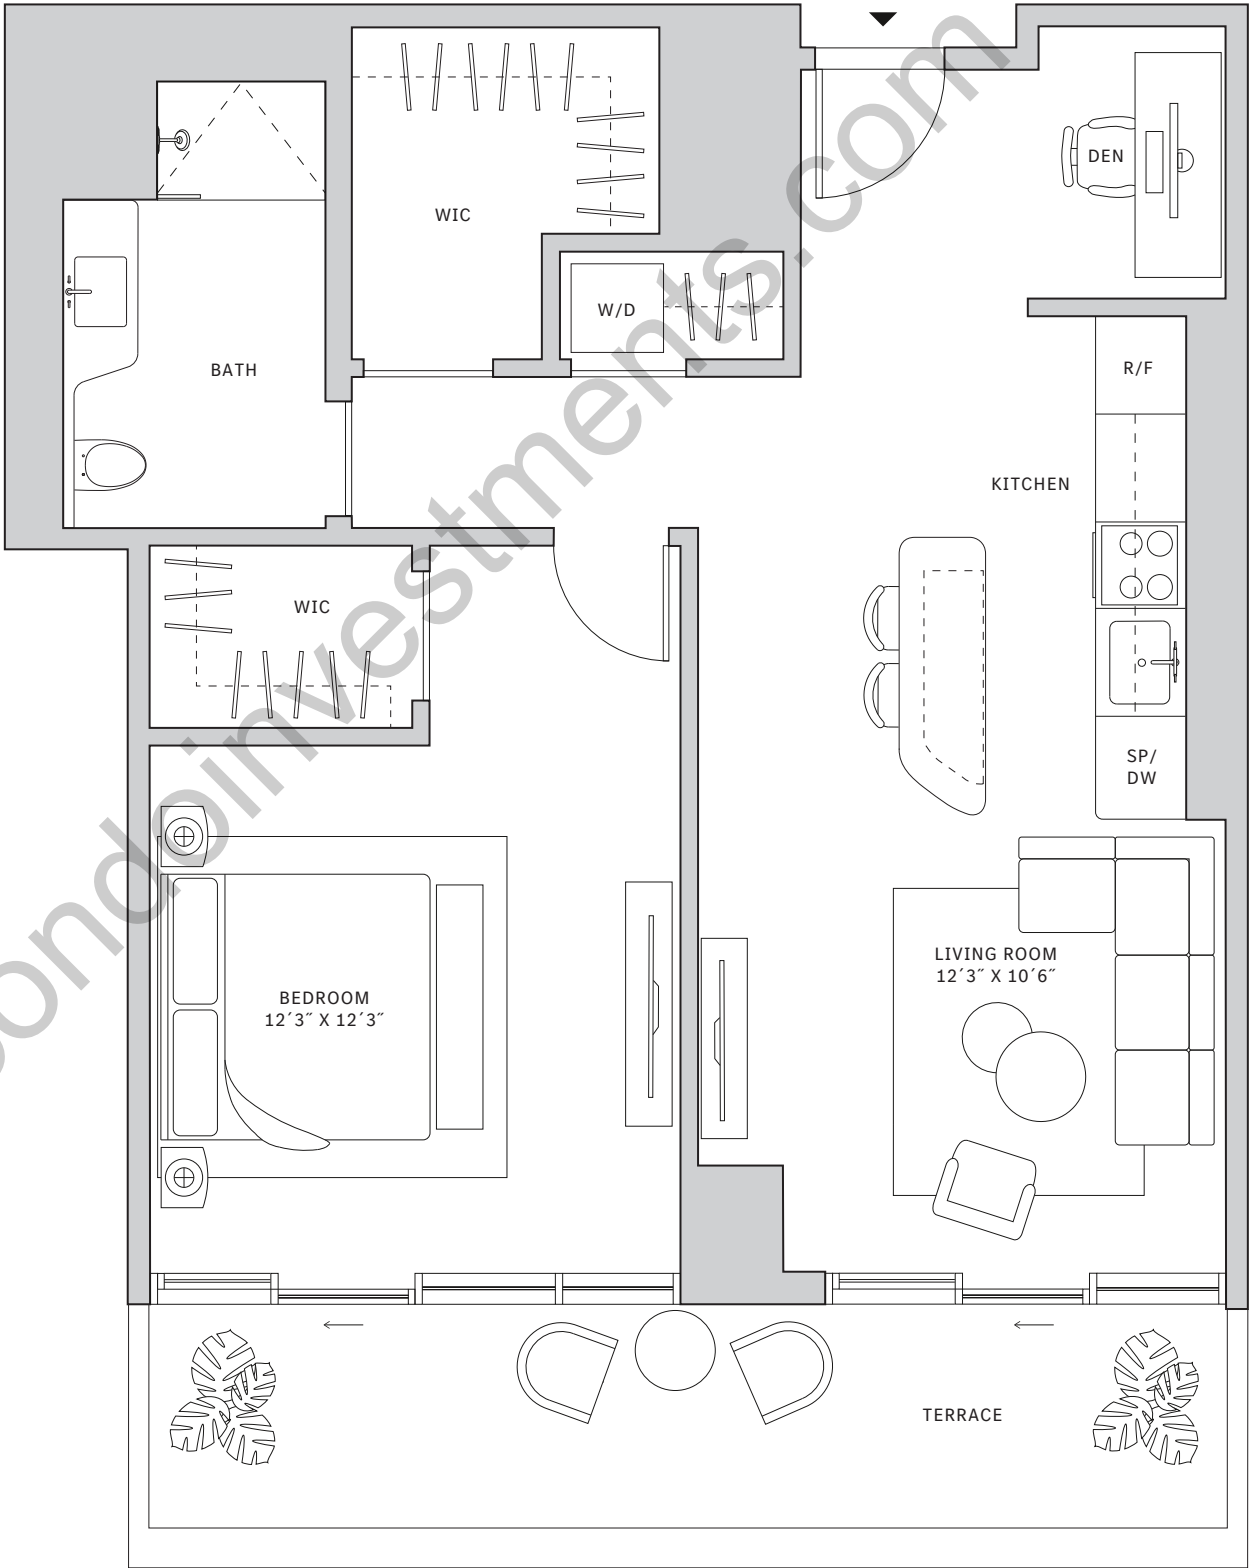 DEN
WIC
W/D
BATH
R/F
KITCHEN
WIC
SP/
DW
LIVING ROOM
12´3˝ X 10´6˝
BEDROOM
12´3˝ X 12´3˝
TERRACE
ondoinvestments.com